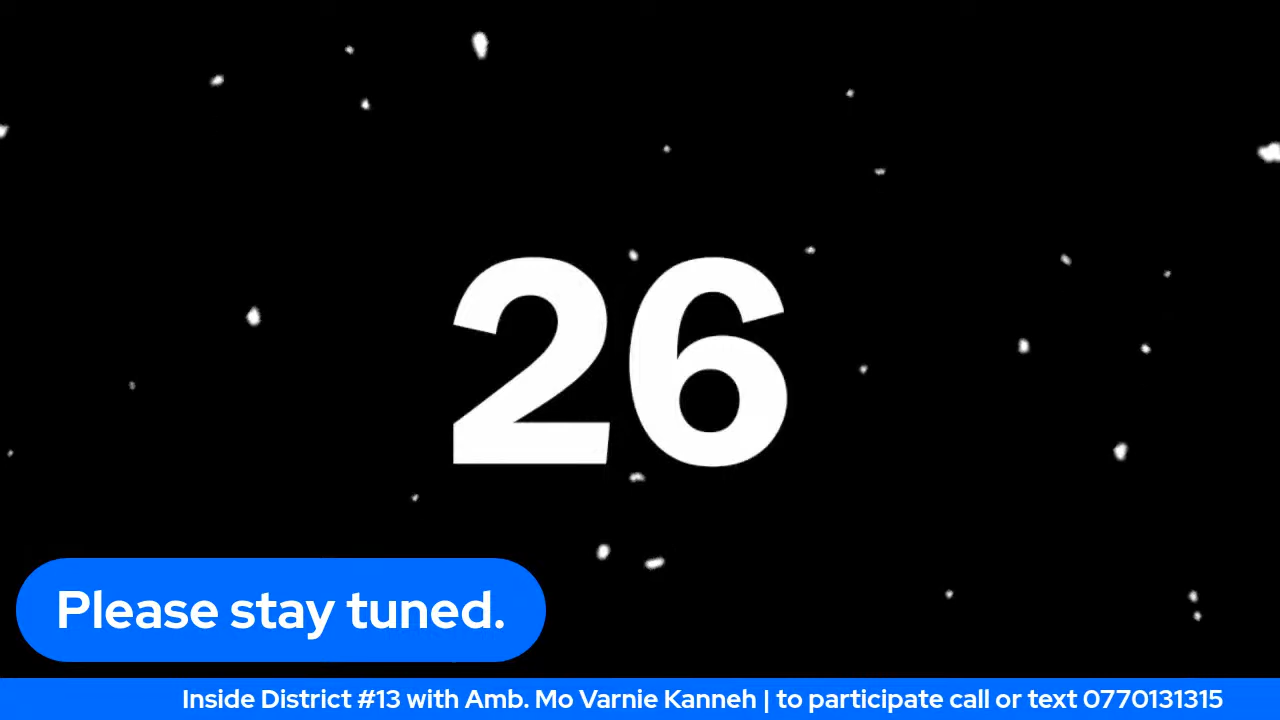 26
Please stay tuned.
Inside District #13 with Amb. Mo Varnie Kanneh | to participate call or text 0770131315